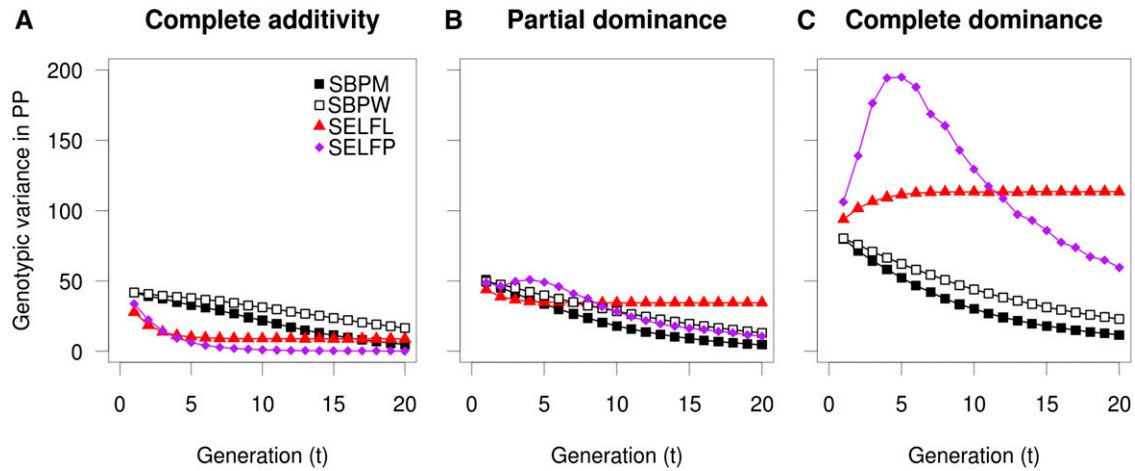 A Complete additivity
B Partial dominance
C Complete dominance
Genotypic variance in PP
200
150
100
50
0
SBPM
SBPW
SELFL
SELFP
0 5 10 15 20
0 5 10 15 20
0 5 10 15 20
Generation (t)
Generation (t)
Generation (t)